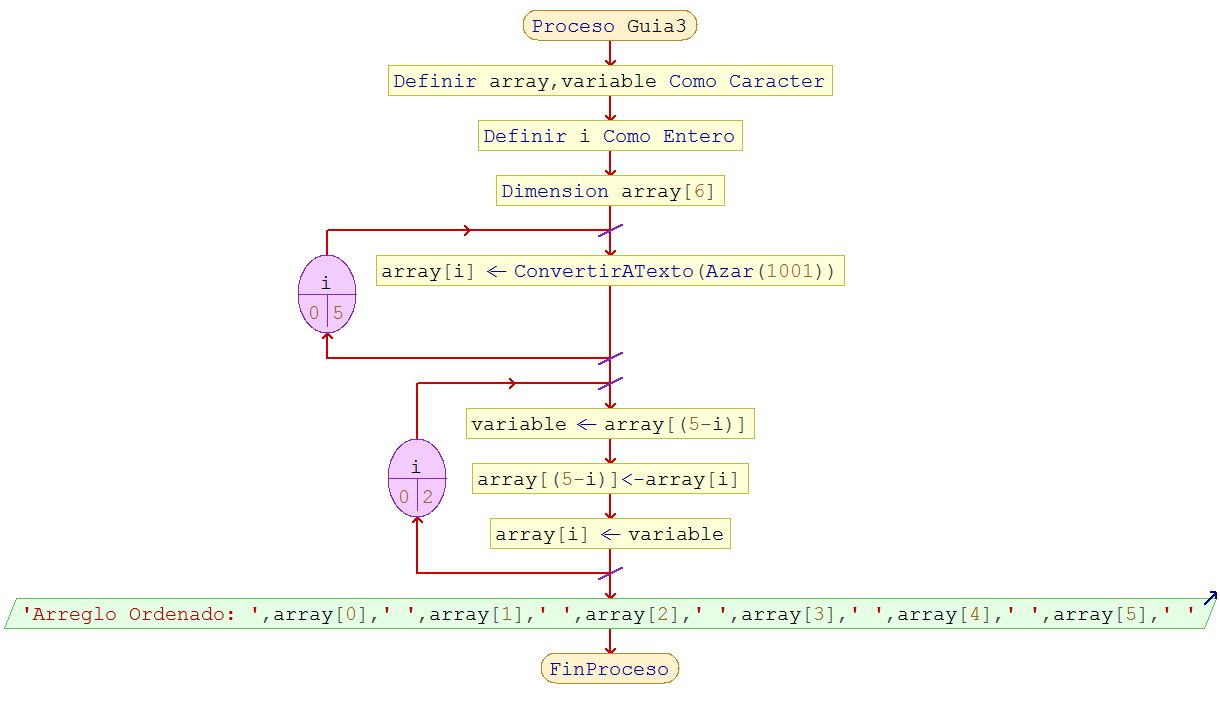 Proceso Guia3
Definir array,variable Como Caracter
Definir i Como Entero
Dimension array[6]
array[i] ← ConvertirATexto(Azar(1001))
i
0 5
variable ← array[(5-i)]
array[(5-i)]<-array[i]
i
0 2
array[i] ← variable
'Arreglo Ordenado: ',array[0],' ',array[1],' ',array[2],' ',array[3],' ',array[4],' ',array[5],' '
FinProceso